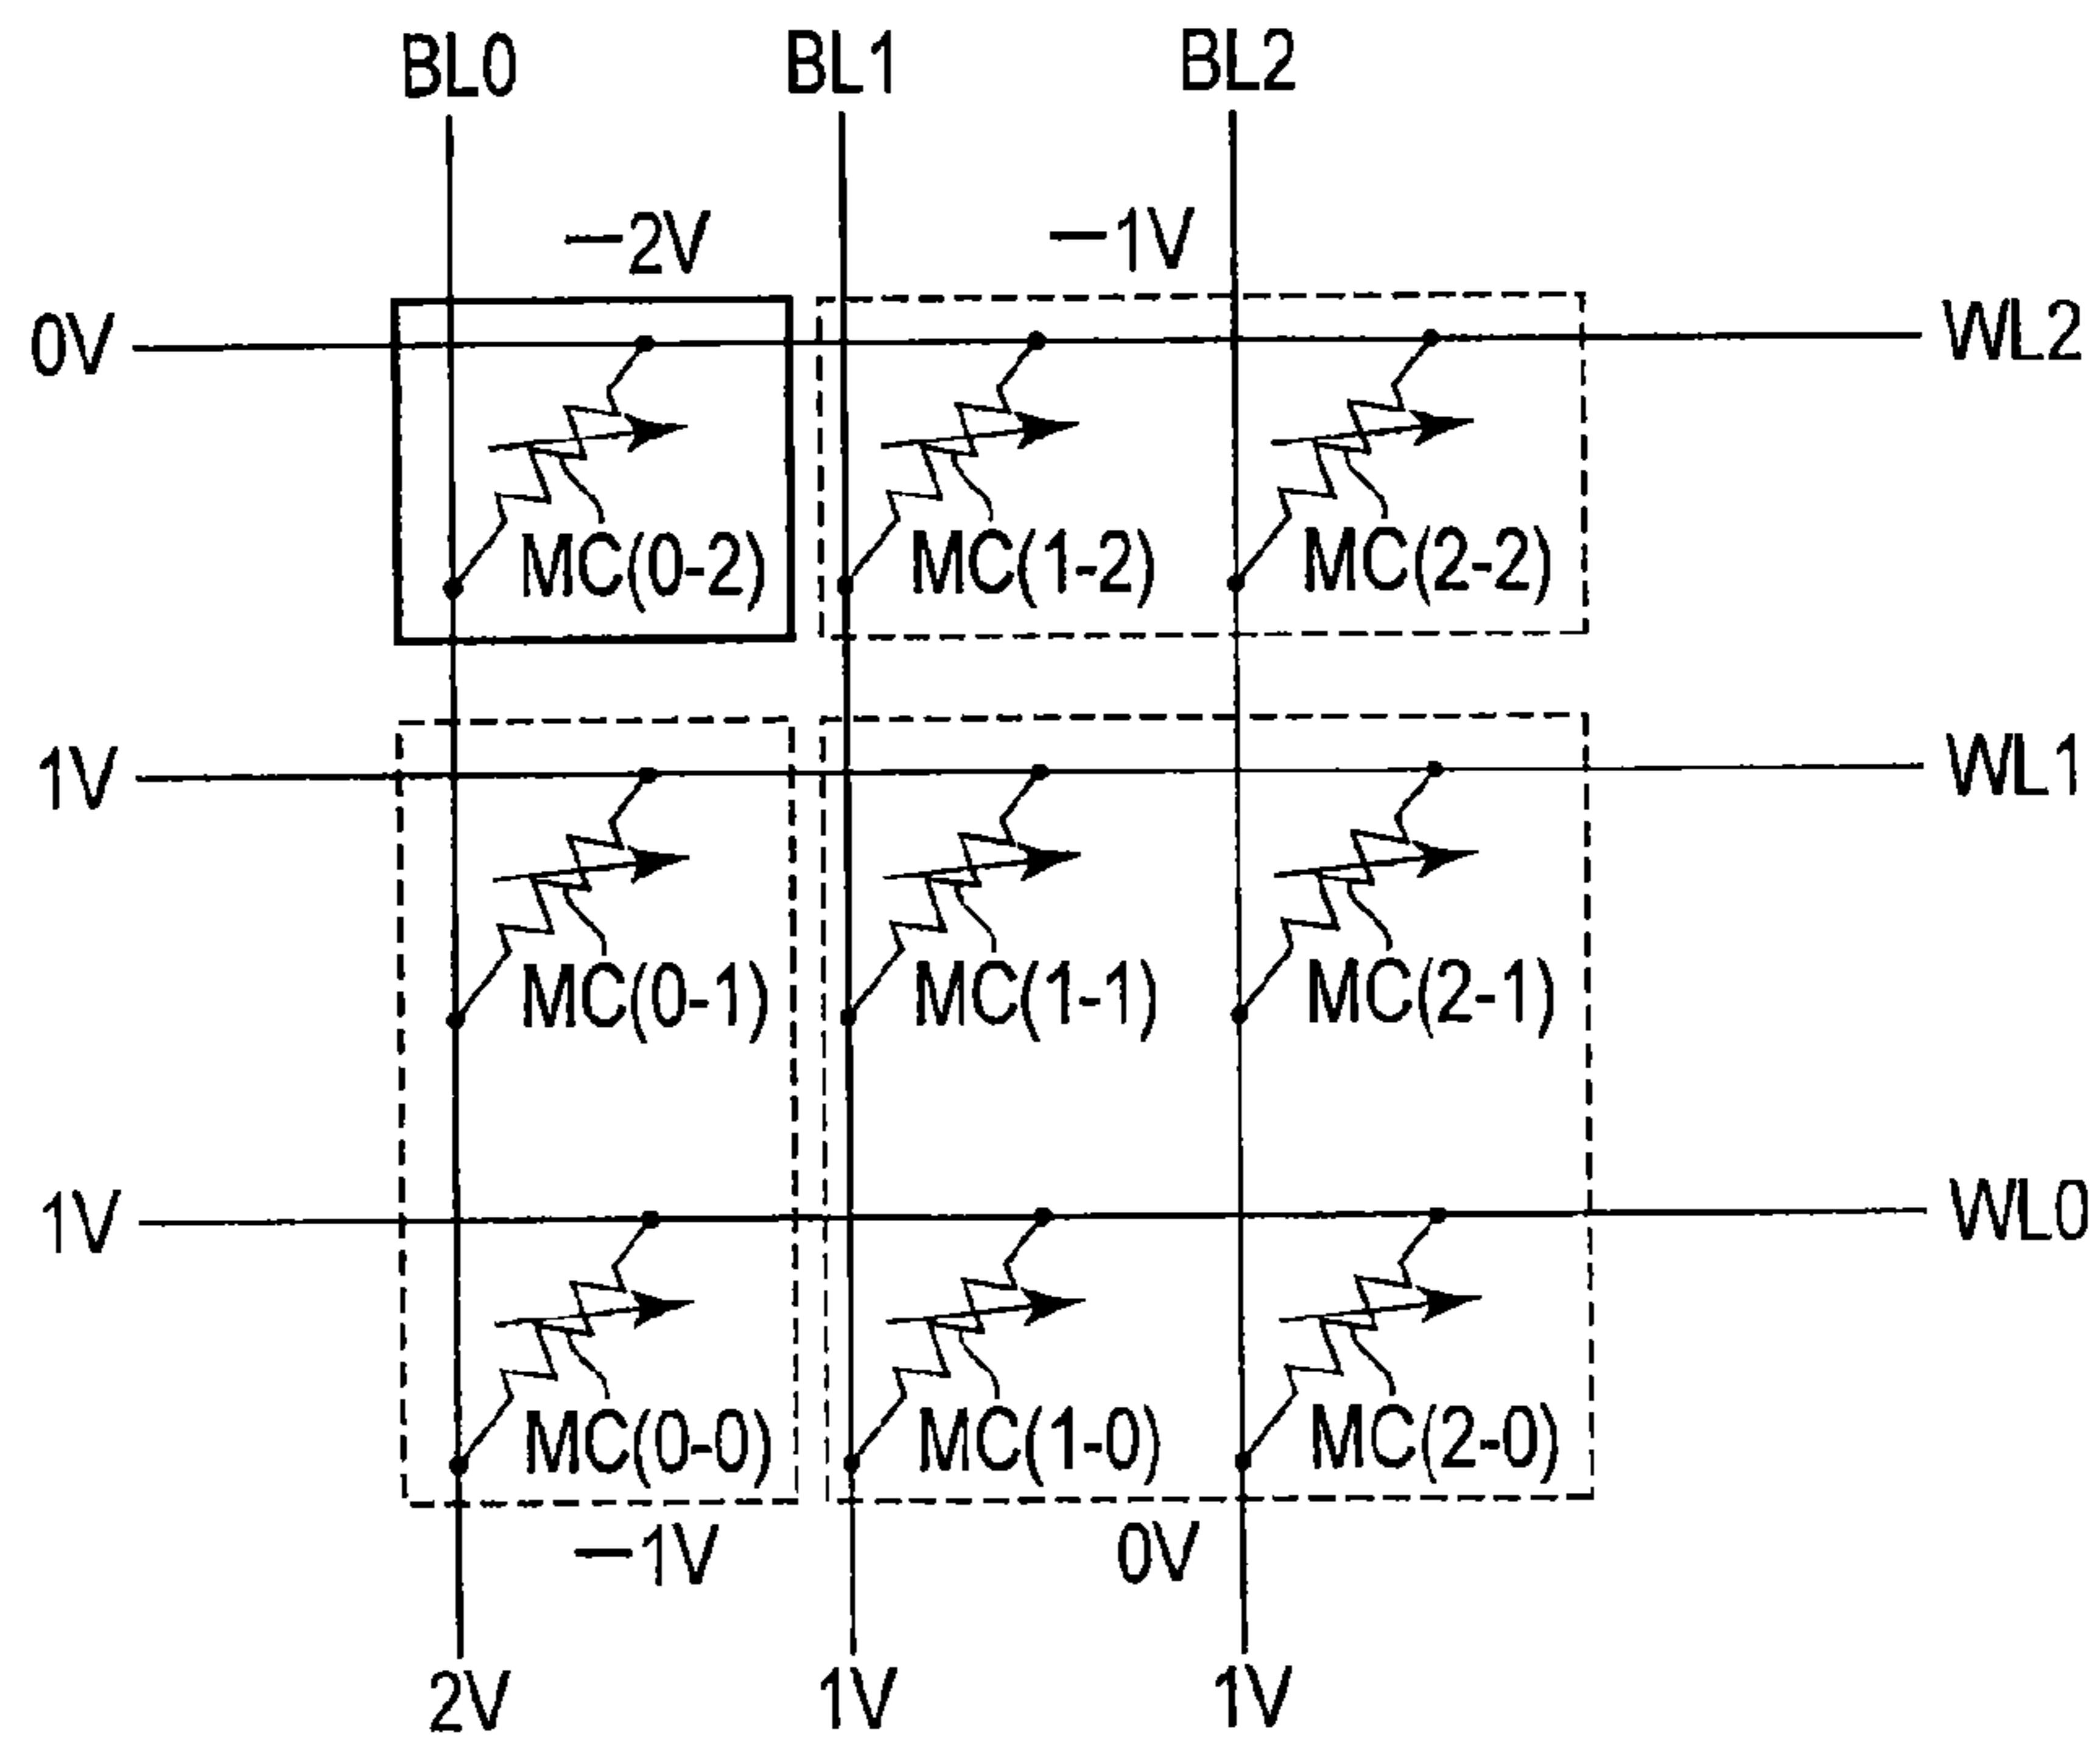 BL0 BL1 BL2
—2V —1V
0V WL2
MC(0-2) MC(1-2) MC(2-2)
1V WL1
MC(0-1) MC(1-1) MC(2-1)
1V WL0
MC(0-0) MC(1-0) MC(2-0)
—1V 0V
2V 1V 1V